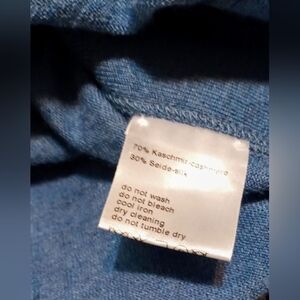 70% Kaschmir-cashmere
30% Seide-silk
do not wash
do not bleach
cool iron
dry cleaning
do not tumble dry